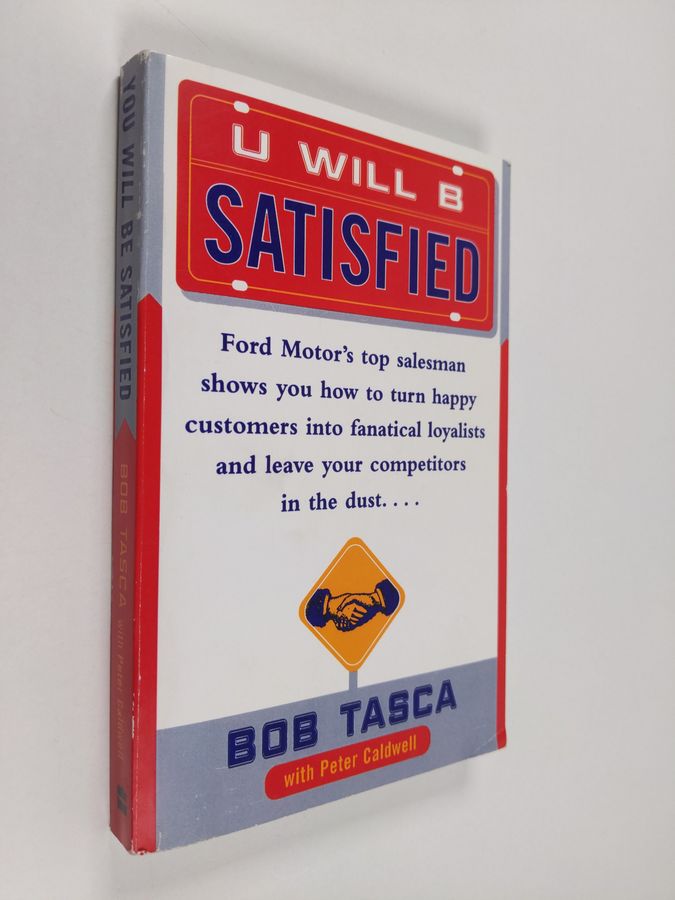 YOU WILL BE SATISFIED
BOB TASCA with Peter Caldwell
U WILL B
SATISFIED
Ford Motor's top salesman
shows you how to turn happy
customers into fanatical loyalists
and leave your competitors
in the dust....
BOB TASCA
with Peter Caldwell